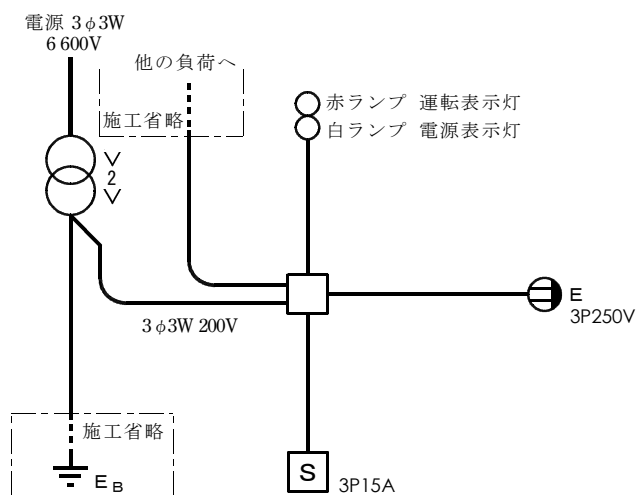 電源 3φ3W
6 600V
他の負荷へ
施工省略
赤ランプ 運転表示灯
白ランプ 電源表示灯
V
2
V
E
3P250V
3φ3W 200V
施工省略
EB
S
3P15A